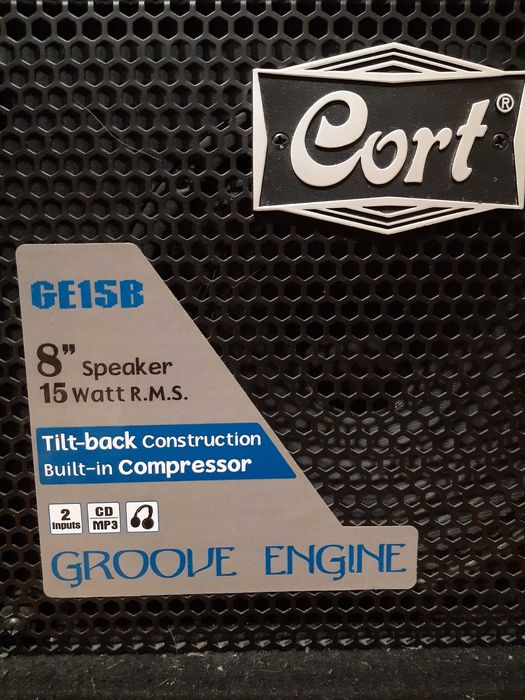 Cort®
GE15B
8” Speaker
15 Watt R.M.S.
Tilt-back Construction
Built-in Compressor
2
Inputs
CD
MP3
GROOVE ENGINE